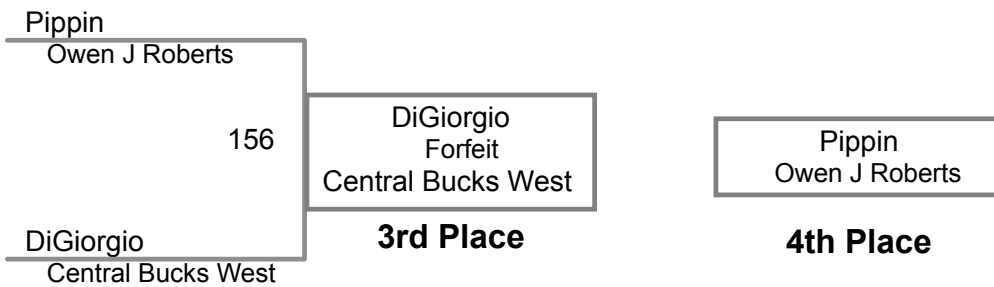 Pippin
Owen J Roberts
156
DiGiorgio
Forfeit
Central Bucks West
3rd Place
DiGiorgio
Central Bucks West
Pippin
Owen J Roberts
4th Place